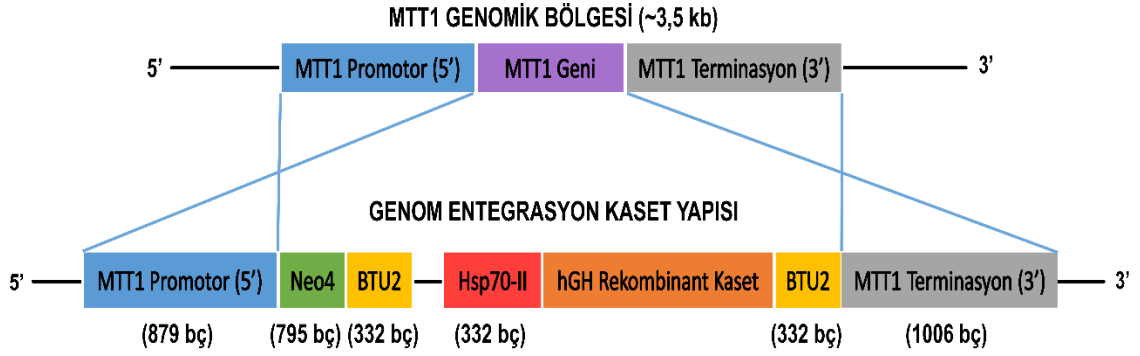 MTT1 GENOMİK BÖLGESİ (~3,5 kb)
5' MTT1 Promotor (5') MTT1 Geni MTT1 Terminasyon (3') 3'
GENOM ENTEGRASYON KASET YAPISI
5' MTT1 Promotor (5') Neo4 BTU2 Hsp70-II hGH Rekombinant Kaset BTU2 MTT1 Terminasyon (3') 3'
(879 bç) (795 bç) (332 bç) (332 bç) (332 bç) (1006 bç)